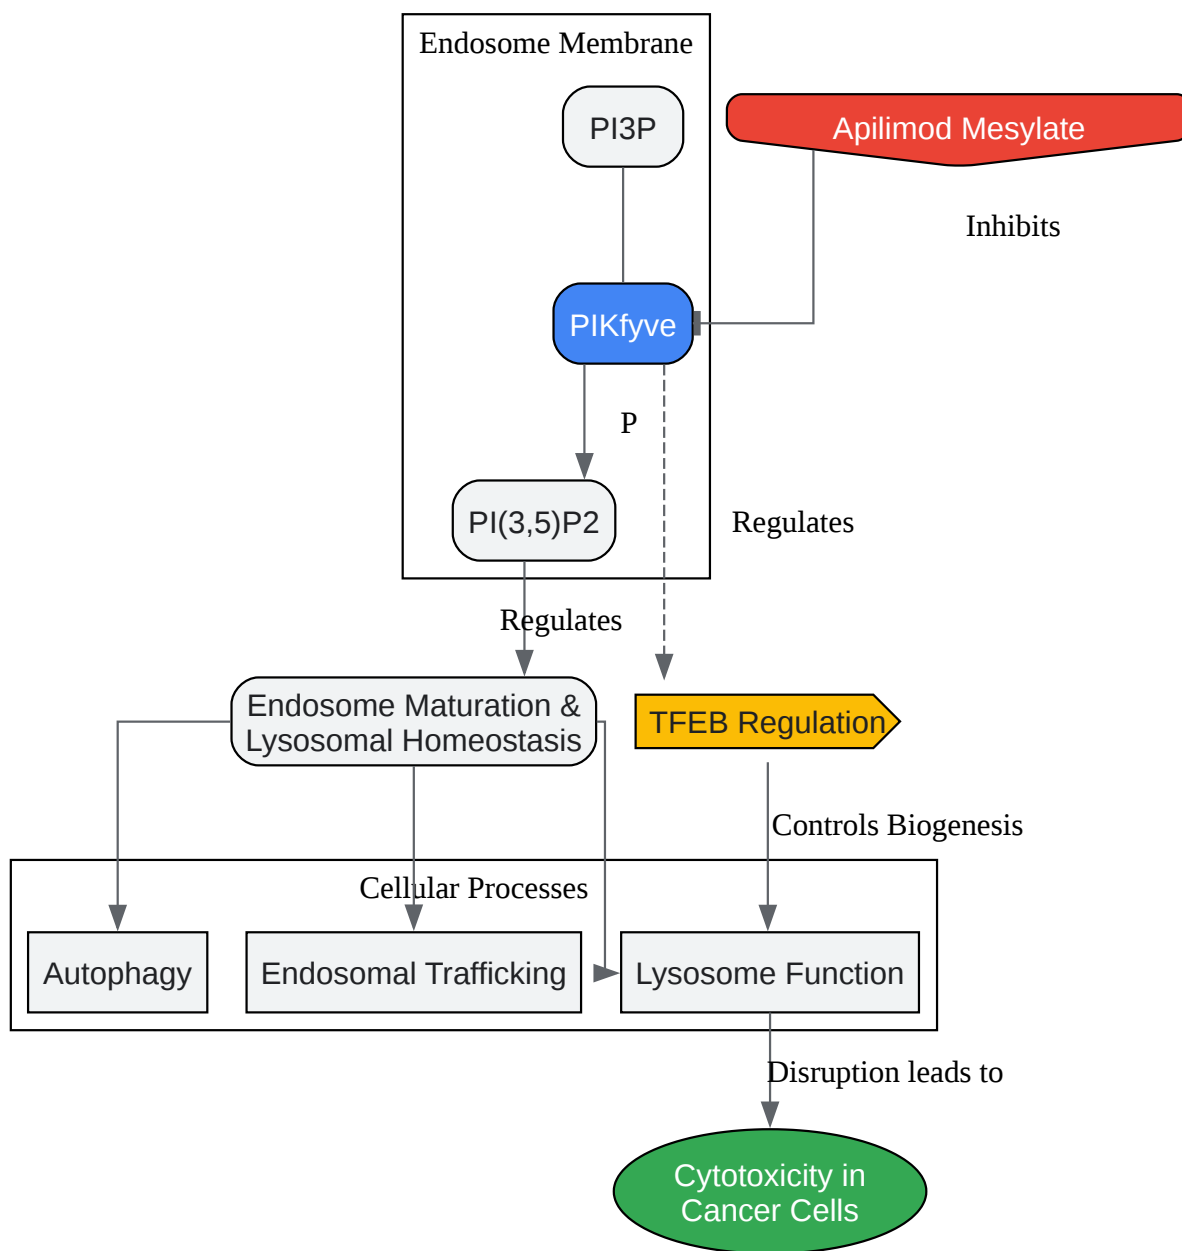 Endosome Membrane
PI3P
Apilimod Mesylate
Inhibits
PIKfyve
P
PI(3,5)P2
Regulates
Regulates
Endosome Maturation &
Lysosomal Homeostasis
TFEB Regulation
Controls Biogenesis
Cellular Processes
Autophagy
Endosomal Trafficking
Lysosome Function
Disruption leads to
Cytotoxicity in
Cancer Cells